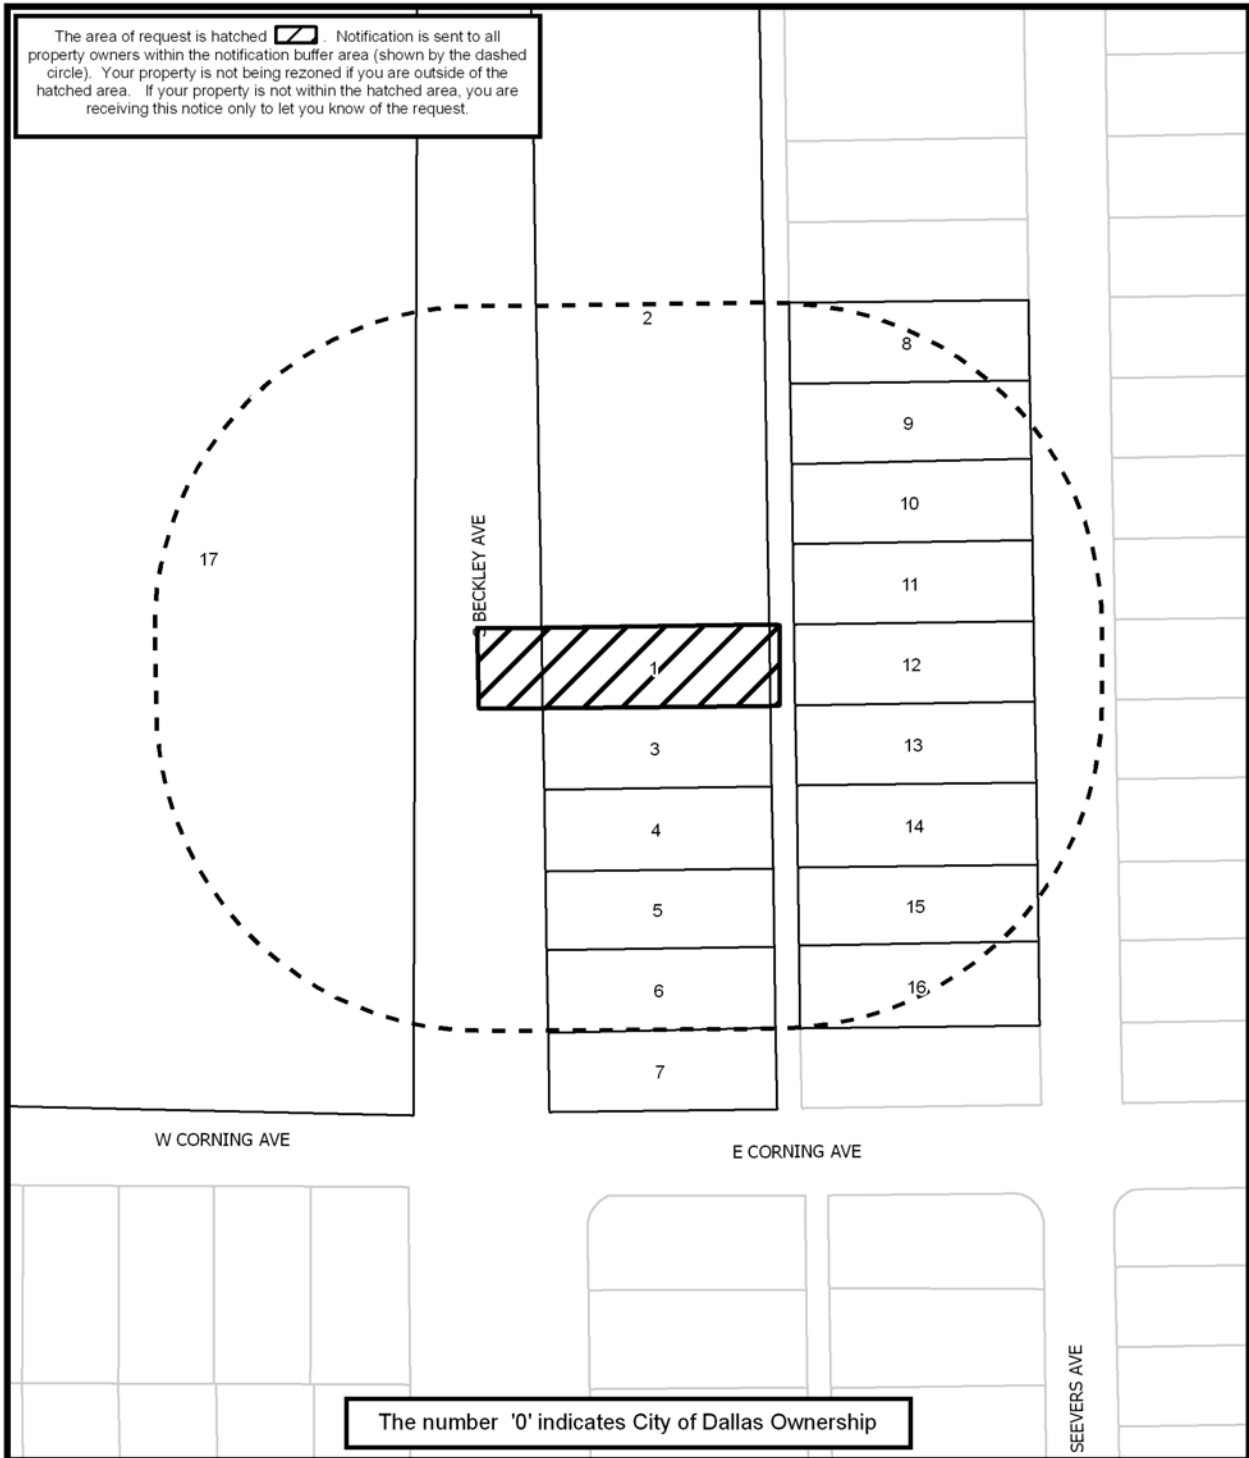 The area of request is hatched . Notification is sent to all
property owners within the notification buffer area (shown by the dashed
circle). Your property is not being rezoned if you are outside of the
hatched area. If your property is not within the hatched area, you are
receiving this notice only to let you know of the request.
2
8
9
10
BECKLEY AVE
17
11
1
12
3
13
4
14
5
15
6
16
7
W CORNING AVE
E CORNING AVE
SEEVERS AVE
The number '0' indicates City of Dallas Ownership